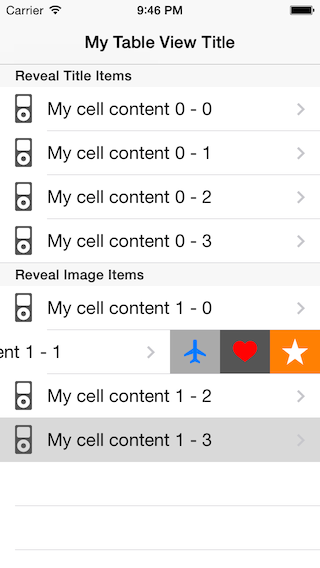 Carrier 9:46 PM
My Table View Title
Reveal Title Items
My cell content 0 - 0
My cell content 0 - 1
My cell content 0 - 2
My cell content 0 - 3
Reveal Image Items
My cell content 1 - 0
ent 1 - 1
My cell content 1 - 2
My cell content 1 - 3